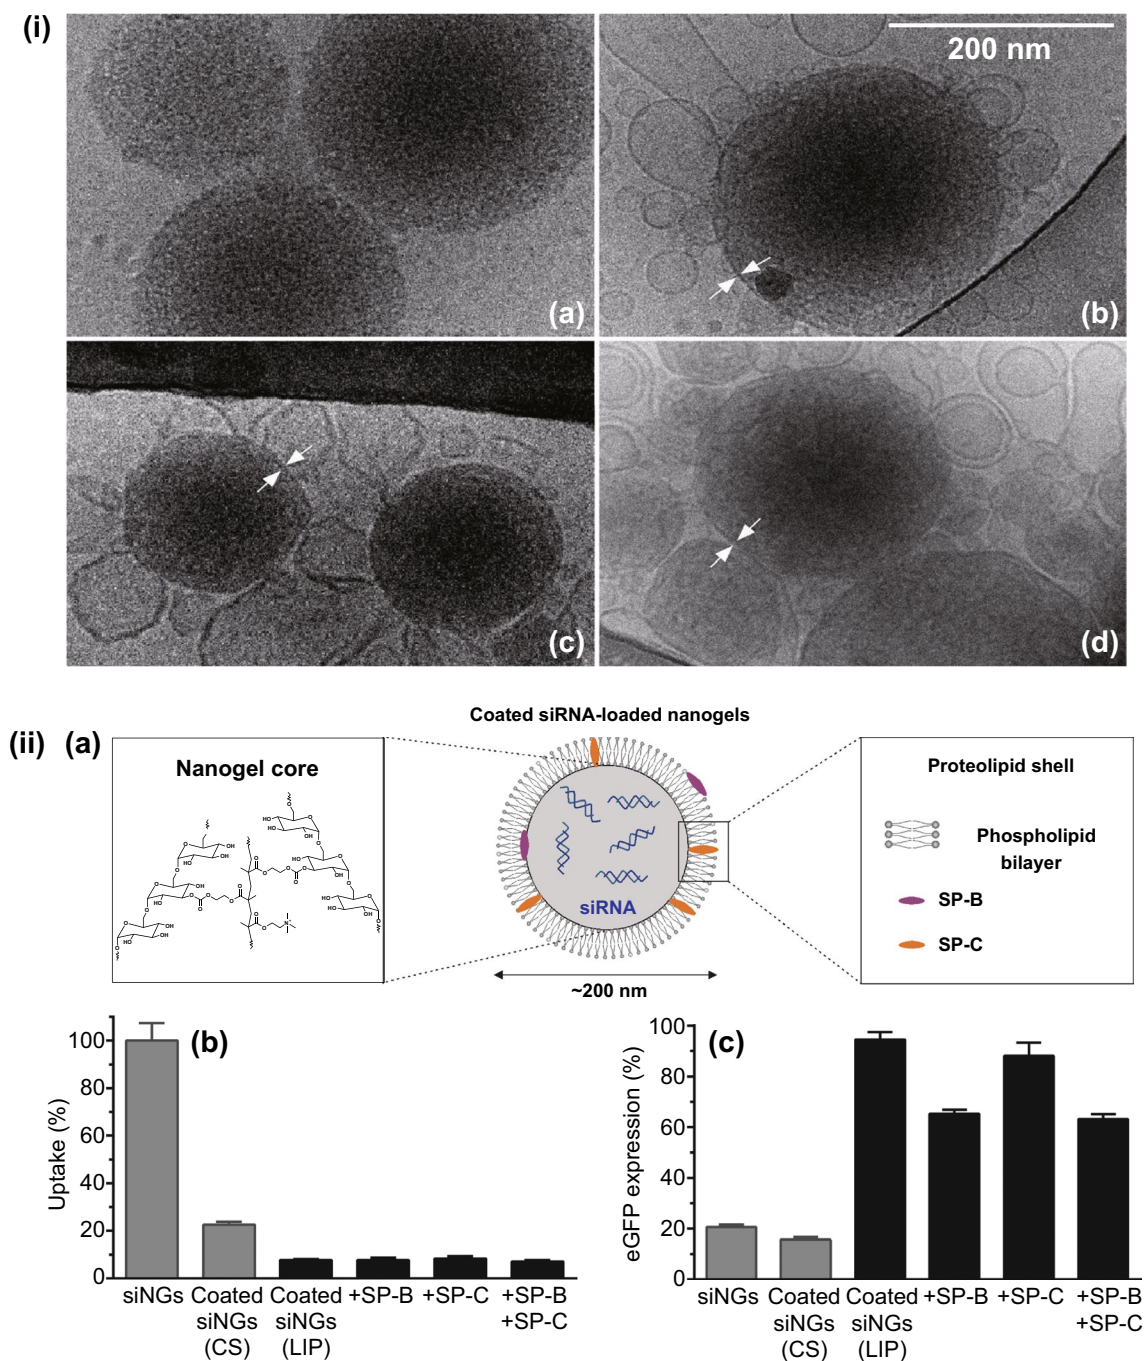 (i)
200 nm
(a)
(b)
(c)
(d)
Coated siRNA-loaded nanogels
(ii) (a)
Nanogel core
O
HO
OH
N
siRNA
~200 nm
Proteolipid shell
Phospholipid
bilayer
SP-B
SP-C
(b)
Uptake (%)
100
80
60
40
20
0
siNGs
Coated
siNGs
(CS)
Coated
siNGs
(LIP)
+SP-B
+SP-C
+SP-B
+SP-C
(c)
eGFP expression (%)
100
80
60
40
20
0
siNGs
Coated
siNGs
(CS)
Coated
siNGs
(LIP)
+SP-B
+SP-C
+SP-B
+SP-C